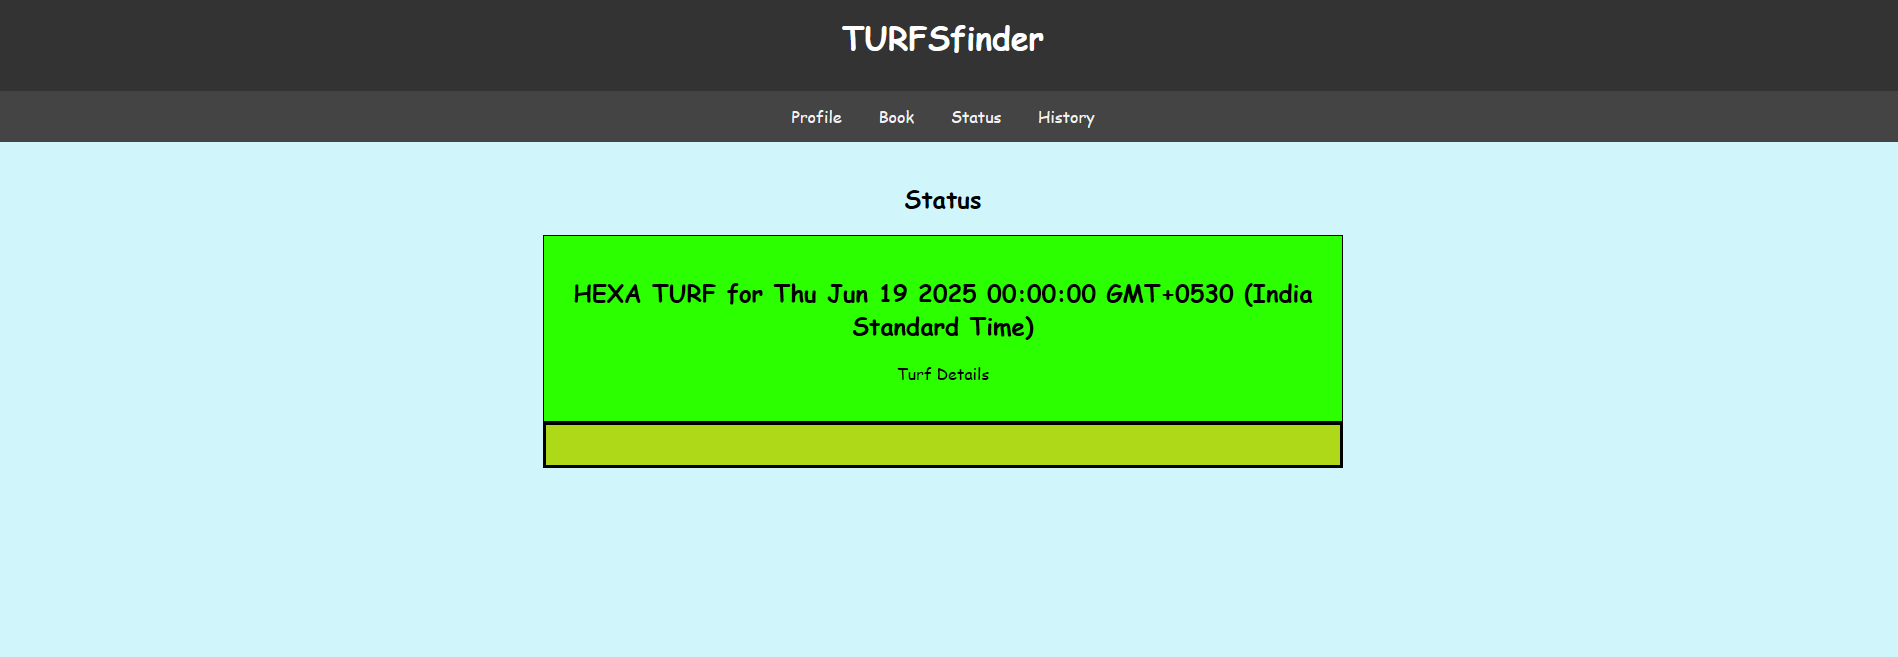 TURFSfinder
Profile Book Status History
Status
HEXA TURF for Thu Jun 19 2025 00:00:00 GMT+0530 (India
Standard Time)
Turf Details